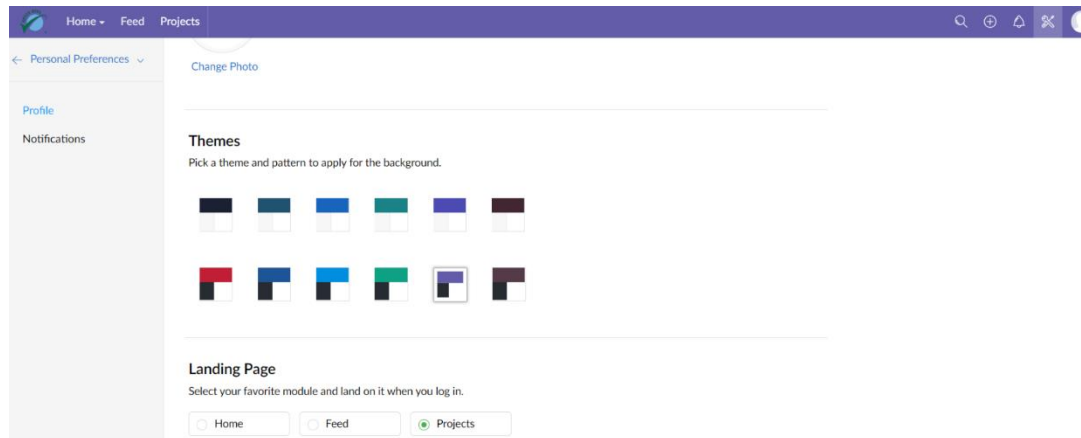 Home Feed Projects
Personal Preferences
Change Photo
Profile
Notifications
Themes
Pick a theme and pattern to apply for the background.
Landing Page
Select your favorite module and land on it when you log in.
Home Feed Projects